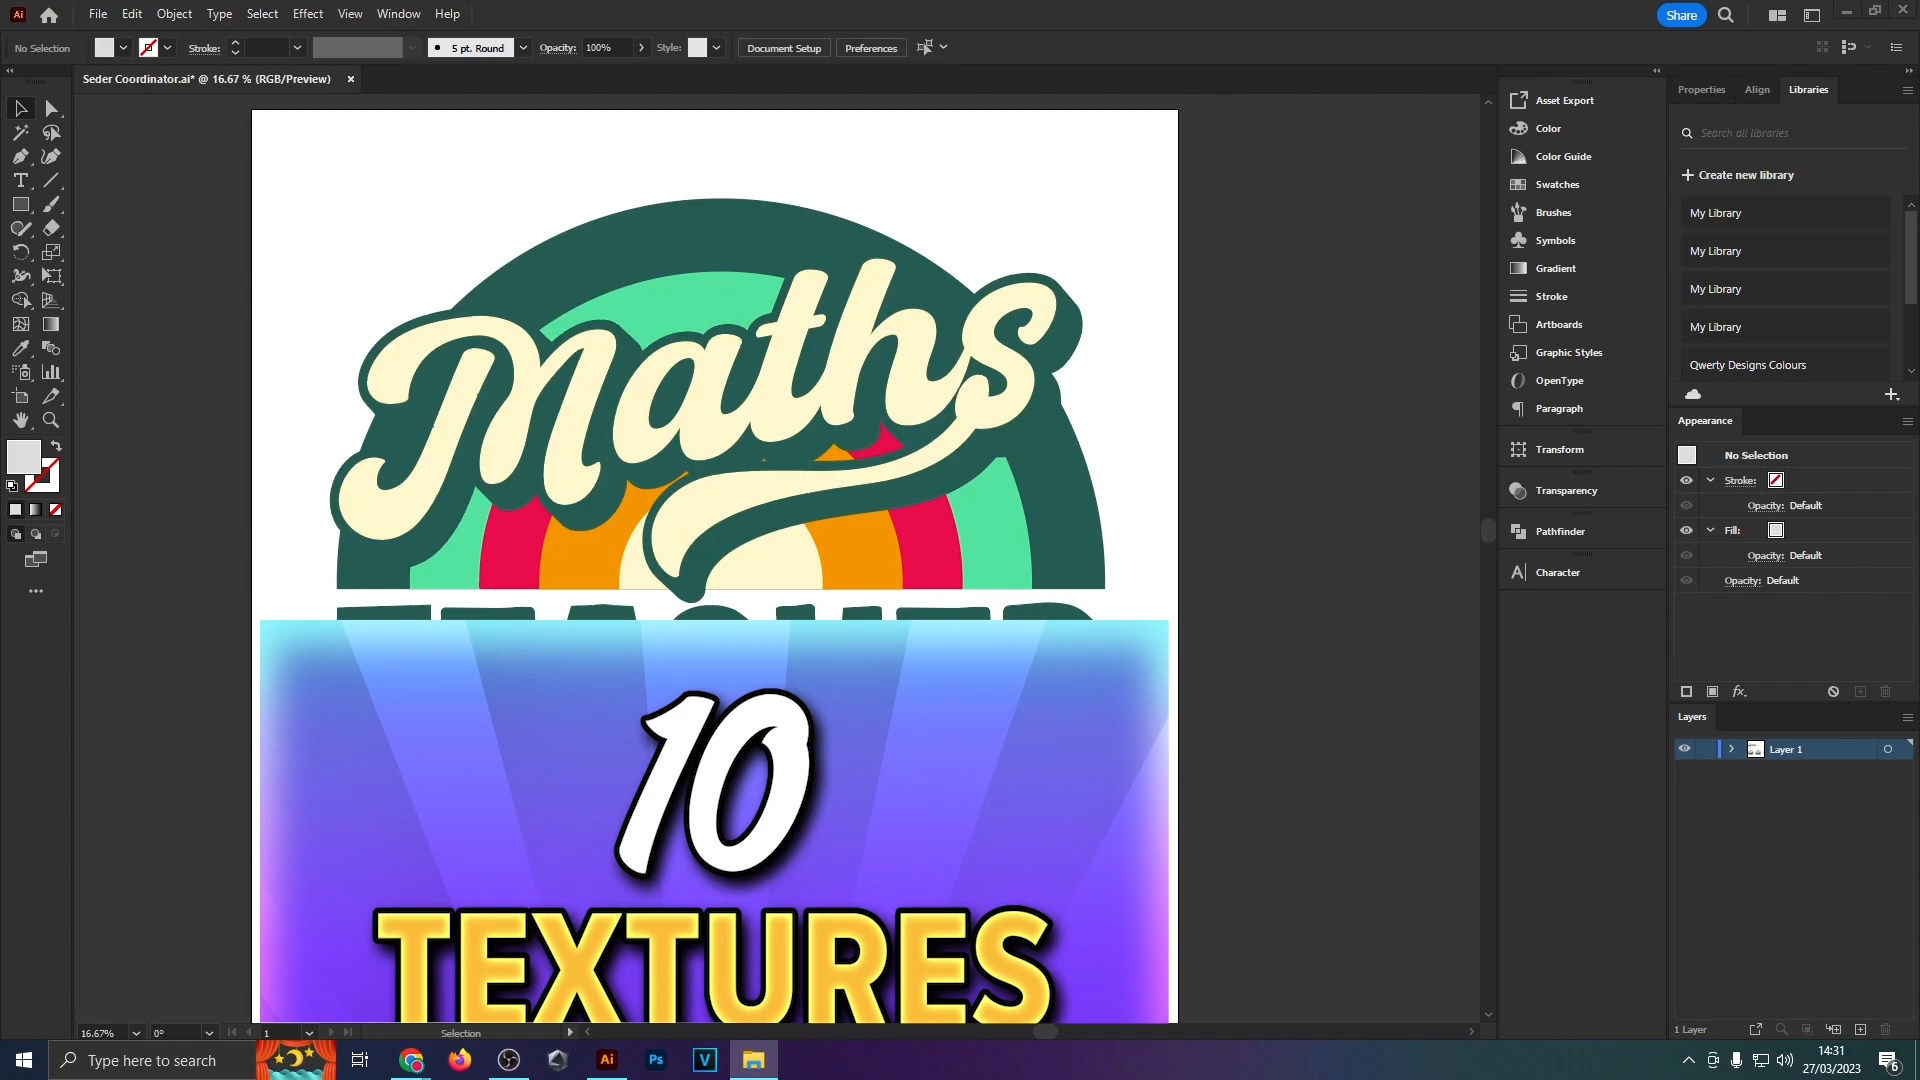 Ai
File Edit Object Type Select Effect View Window Help
Share
No Selection
Stroke:
5 pt. Round
Opacity: 100%
Style:
Document Setup
Preferences
Seder Coordinator.ai* @ 16.67 % (RGB/Preview)
Maths
10
TEXTURES
Asset Export
Color
Color Guide
Swatches
Brushes
Symbols
Gradient
Stroke
Artboards
Graphic Styles
OpenType
Paragraph
Transform
Transparency
Pathfinder
Character
Properties Align Libraries
Search all libraries
Create new library
My Library
My Library
My Library
My Library
Qwerty Designs Colours
Appearance
No Selection
Stroke:
Opacity: Default
Fill:
Opacity: Default
Opacity: Default
fx
Layers
Layer 1
1 Layer
16.67%
0°
1
Selection
Type here to search
Ai
Ps
V
14:31
27/03/2023
6